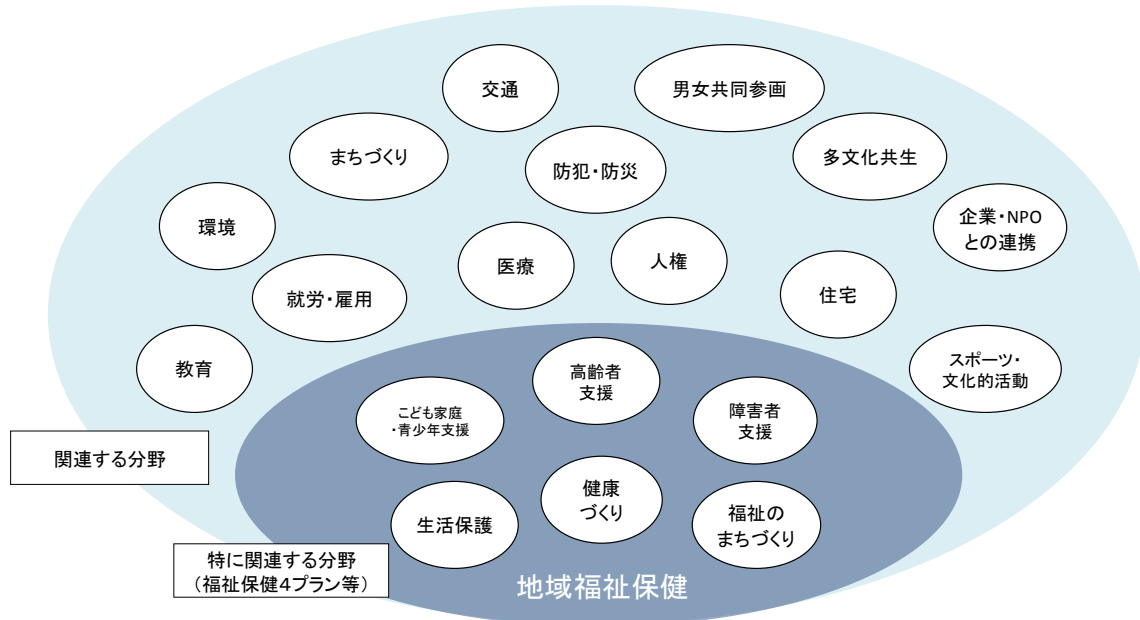 交通
男女共同参画
まちづくり
防犯・防災
多文化共生
環境
企業・NPO
との連携
医療
人権
就労・雇用
住宅
教育
スポーツ・
文化的活動
高齢者
支援
こども家庭
・青少年支援
障害者
支援
関連する分野
健康
づくり
生活保護
福祉の
まちづくり
特に関連する分野
（福祉保健４プラン等）
地域福祉保健